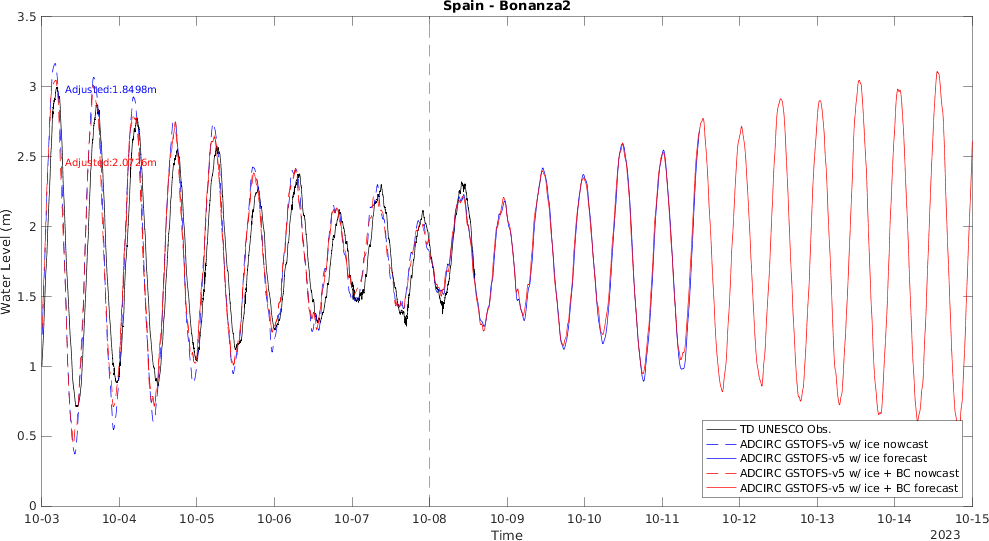 Spain - Bonanza2
3.5
3
2.5
2
1.5
1
0.5
0
Water Level (m)
Adjusted:1.8498m
Adjusted:2.0726m
TD UNESCO Obs.
ADCIRC GSTOFS-v5 w/ ice nowcast
ADCIRC GSTOFS-v5 w/ ice forecast
ADCIRC GSTOFS-v5 w/ ice + BC nowcast
ADCIRC GSTOFS-v5 w/ ice + BC forecast
10-03 10-04 10-05 10-06 10-07 10-08 10-09 10-10 10-11 10-12 10-13 10-14 10-15
Time
2023